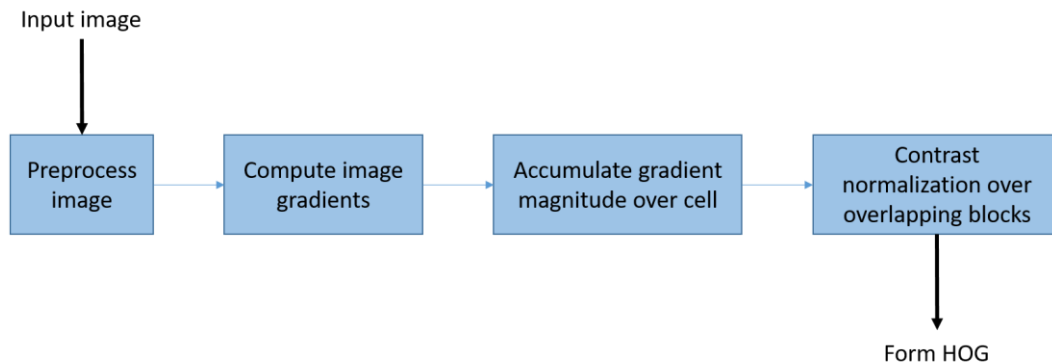 Input image
Preprocess
image
Compute image
gradients
Accumulate gradient
magnitude over cell
Contrast
normalization over
overlapping blocks
Form HOG